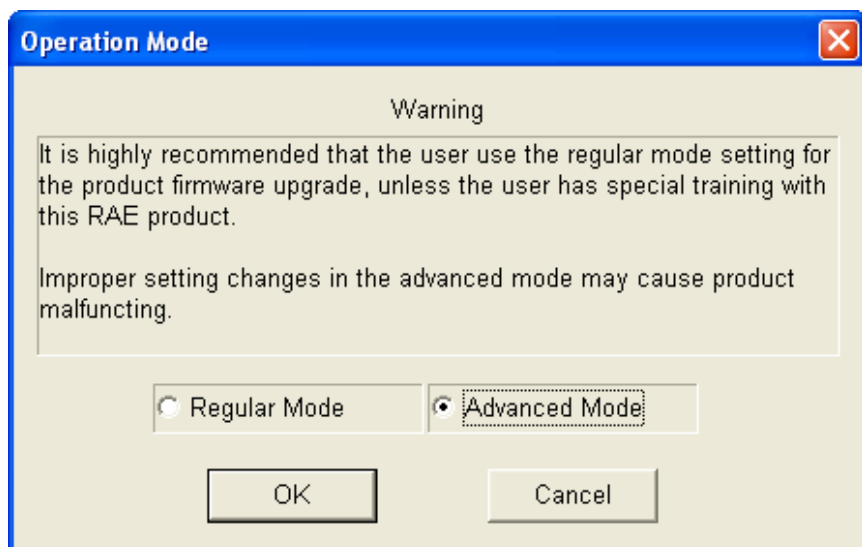 Operation Mode
Warning
It is highly recommended that the user use the regular mode setting for
the product firmware upgrade, unless the user has special training with
this RAE product.
Improper setting changes in the advanced mode may cause product
malfuncting.
Regular Mode
Advanced Mode
OK
Cancel